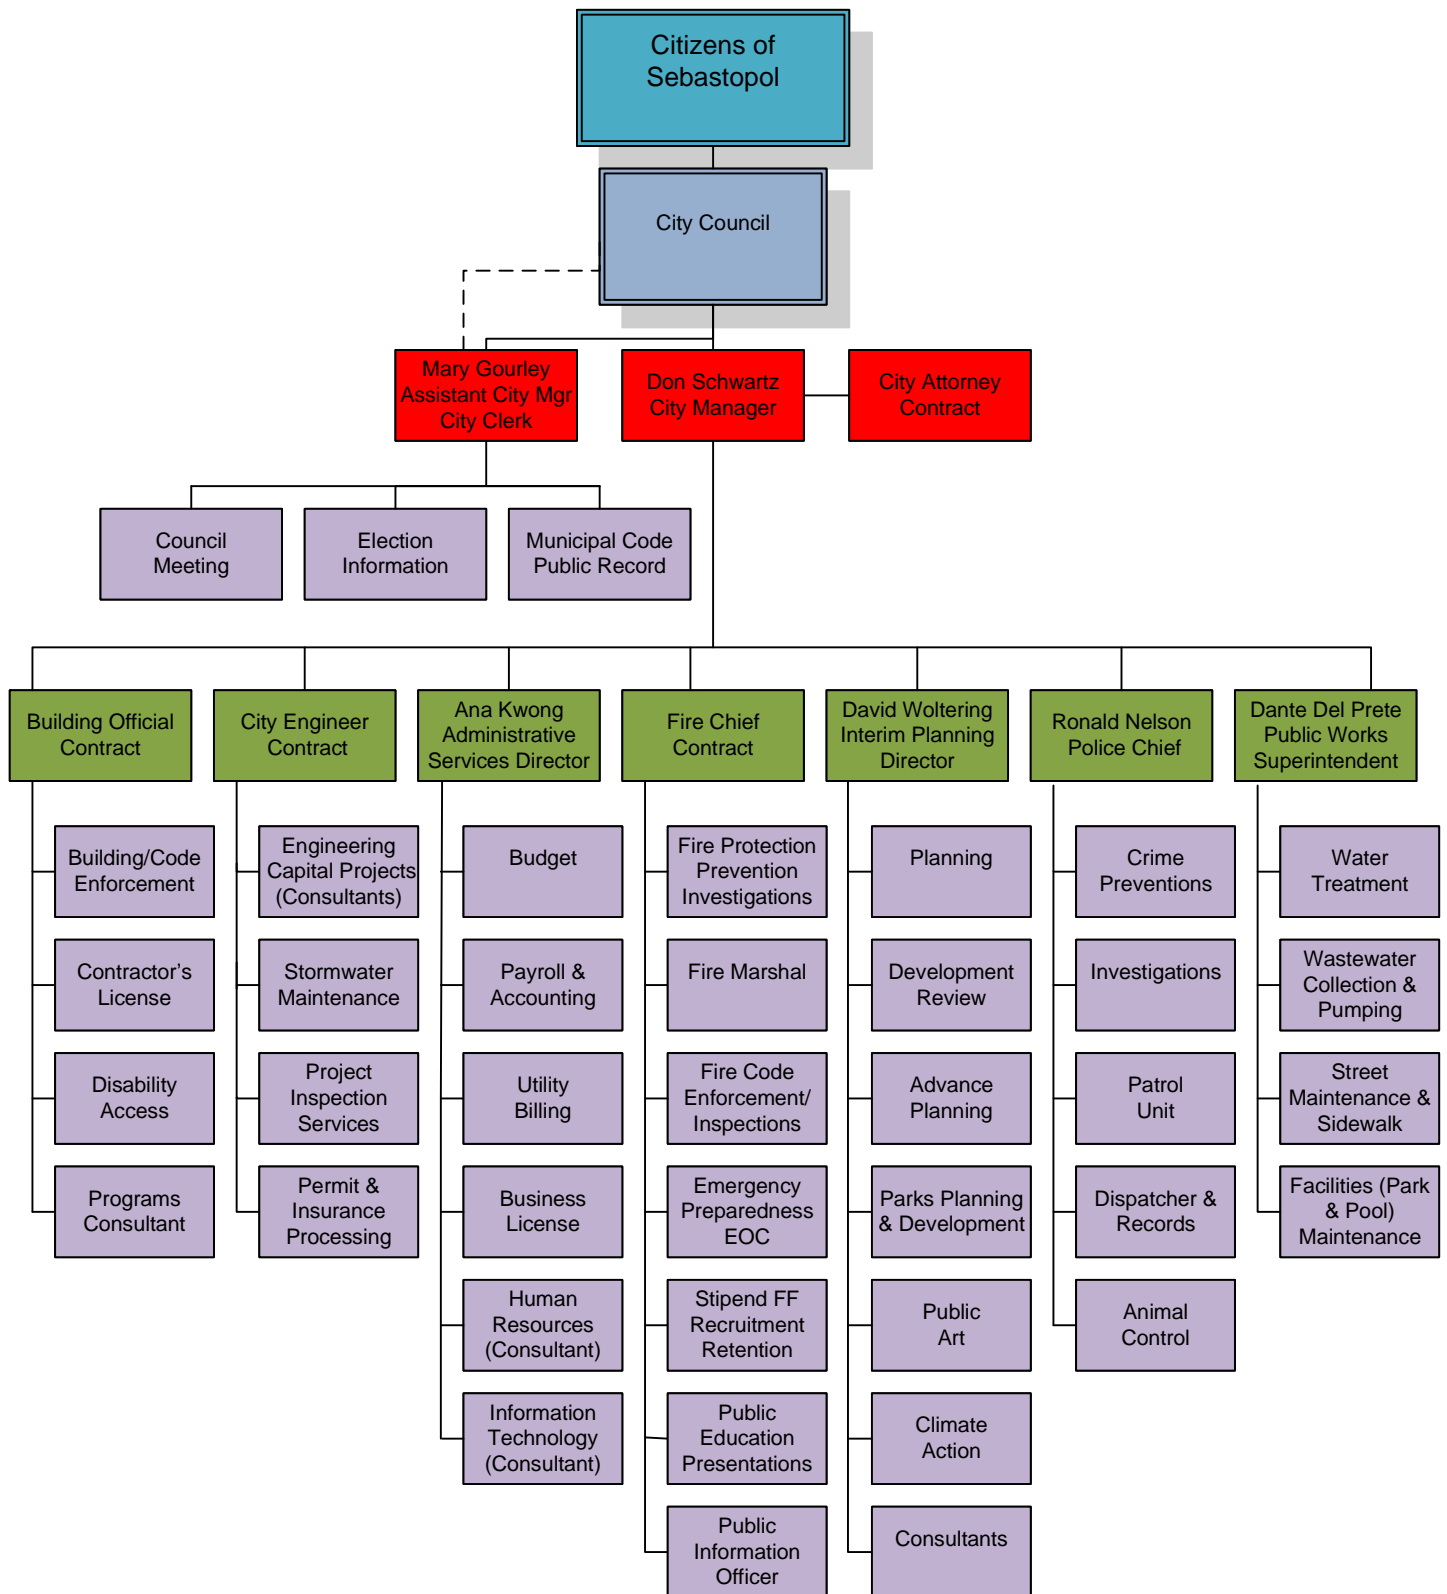 Citizens of
Sebastopol
City Council
Mary Gourley
Assistant City Mgr
City Clerk
Don Schwartz
City Manager
City Attorney
Contract
Council
Meeting
Election
Information
Municipal Code
Public Record
Building Official
Contract
City Engineer
Contract
Ana Kwong
Administrative
Services Director
Fire Chief
Contract
David Woltering
Interim Planning
Director
Ronald Nelson
Police Chief
Dante Del Prete
Public Works
Superintendent
Building/Code
Enforcement
Contractor's
License
Disability
Access
Programs
Consultant
Engineering
Capital Projects
(Consultants)
Stormwater
Maintenance
Project
Inspection
Services
Permit &
Insurance
Processing
Budget
Payroll &
Accounting
Utility
Billing
Business
License
Human
Resources
(Consultant)
Information
Technology
(Consultant)
Fire Protection
Prevention
Investigations
Fire Marshal
Fire Code
Enforcement/
Inspections
Emergency
Preparedness
EOC
Stipend FF
Recruitment
Retention
Public
Education
Presentations
Public
Information
Officer
Planning
Development
Review
Advance
Planning
Parks Planning
& Development
Public
Art
Climate
Action
Consultants
Crime
Preventions
Investigations
Patrol
Unit
Dispatcher &
Records
Animal
Control
Water
Treatment
Wastewater
Collection &
Pumping
Street
Maintenance &
Sidewalk
Facilities (Park
& Pool)
Maintenance